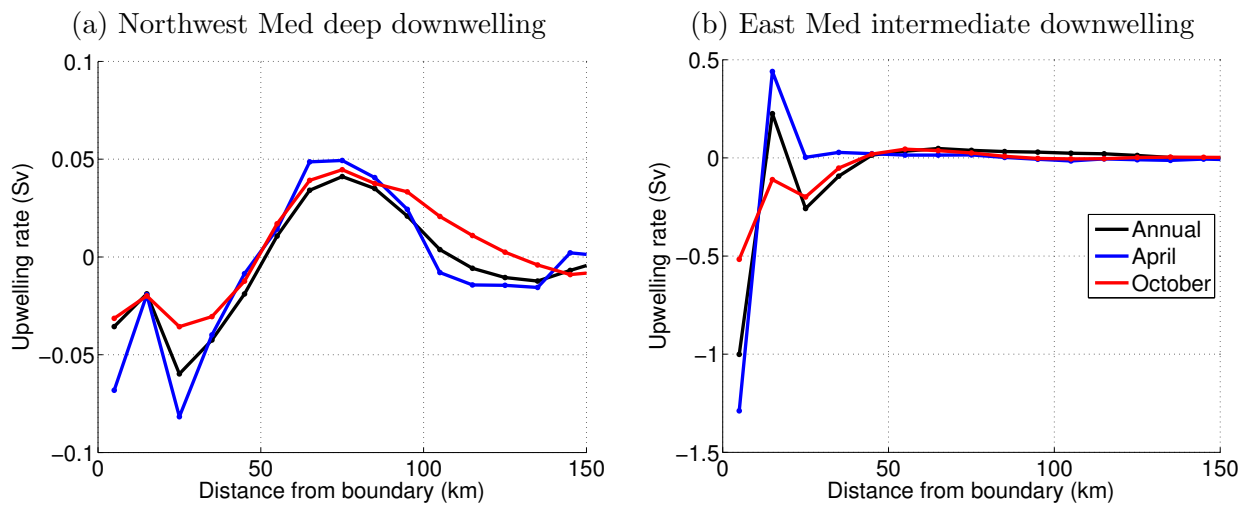 (a) Northwest Med deep downwelling
0.1
0.05
0
−0.05
−0.1
0
50
100
150
Upwelling rate (Sv)
Distance from boundary (km)
(b) East Med intermediate downwelling
1
0.5
0
−0.5
−1
−1.5
0
50
100
150
Upwelling rate (Sv)
Distance from boundary (km)
Annual
April
October